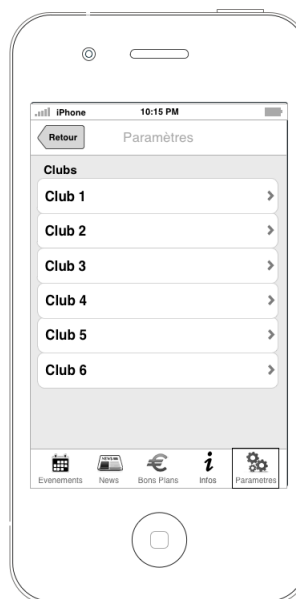 iPhone 10:15 PM
Retour Paramètres
Clubs
Club 1
Club 2
Club 3
Club 4
Club 5
Club 6
Evenements News Bons Plans Infos Parametres